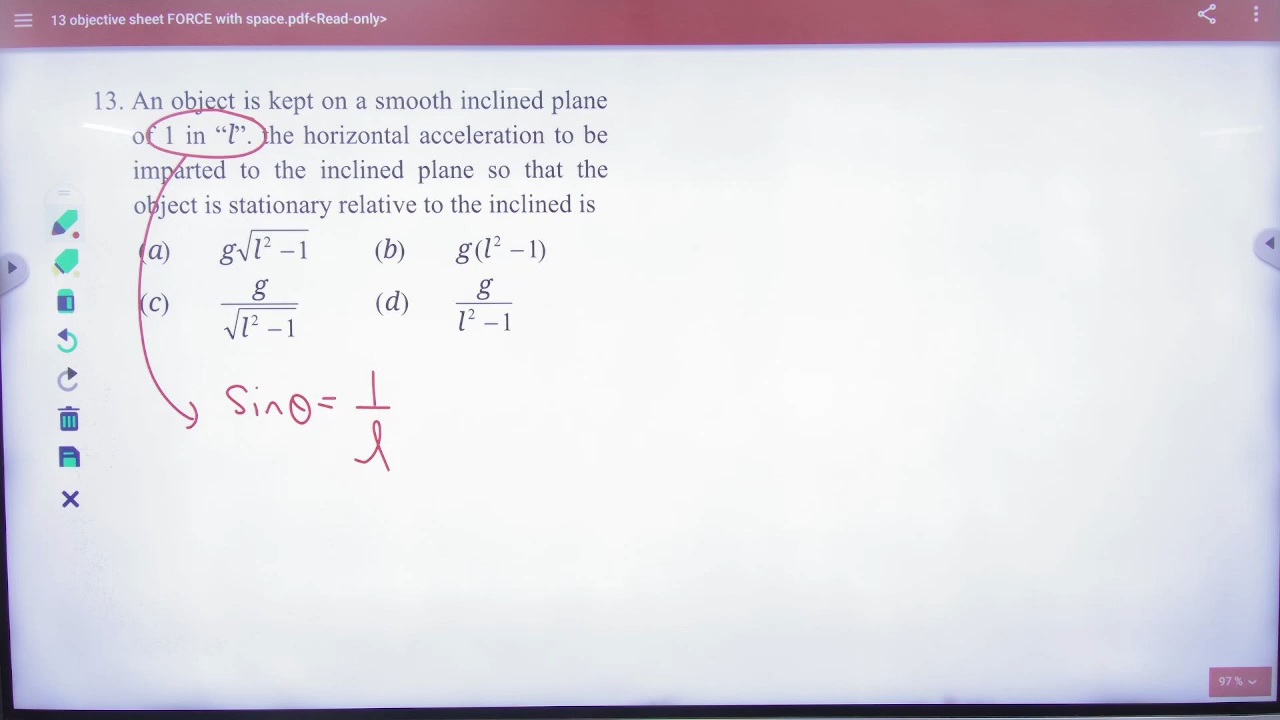 13 objective sheet FORCE with space.pdf<Read-only>
13. An object is kept on a smooth inclined plane
of 1 in “l”. the horizontal acceleration to be
imparted to the inclined plane so that the
object is stationary relative to the inclined is
(a) g√(l² – 1) (b) g(l² – 1)
(c) g/√(l² – 1) (d) g/(l² – 1)
Sinθ = 1/l
97%